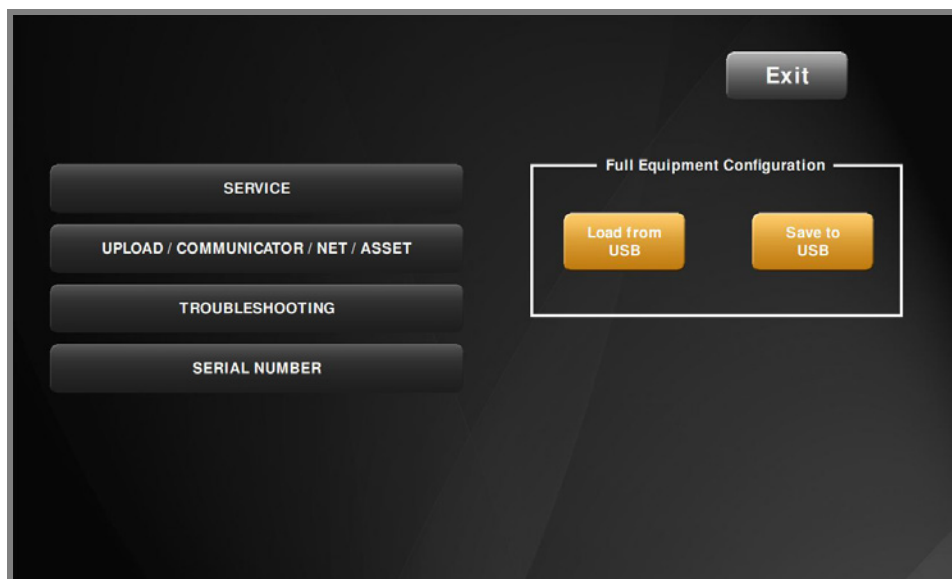 Exit
SERVICE
UPLOAD / COMMUNICATOR / NET / ASSET
TROUBLESHOOTING
SERIAL NUMBER
Full Equipment Configuration
Load from
USB
Save to
USB